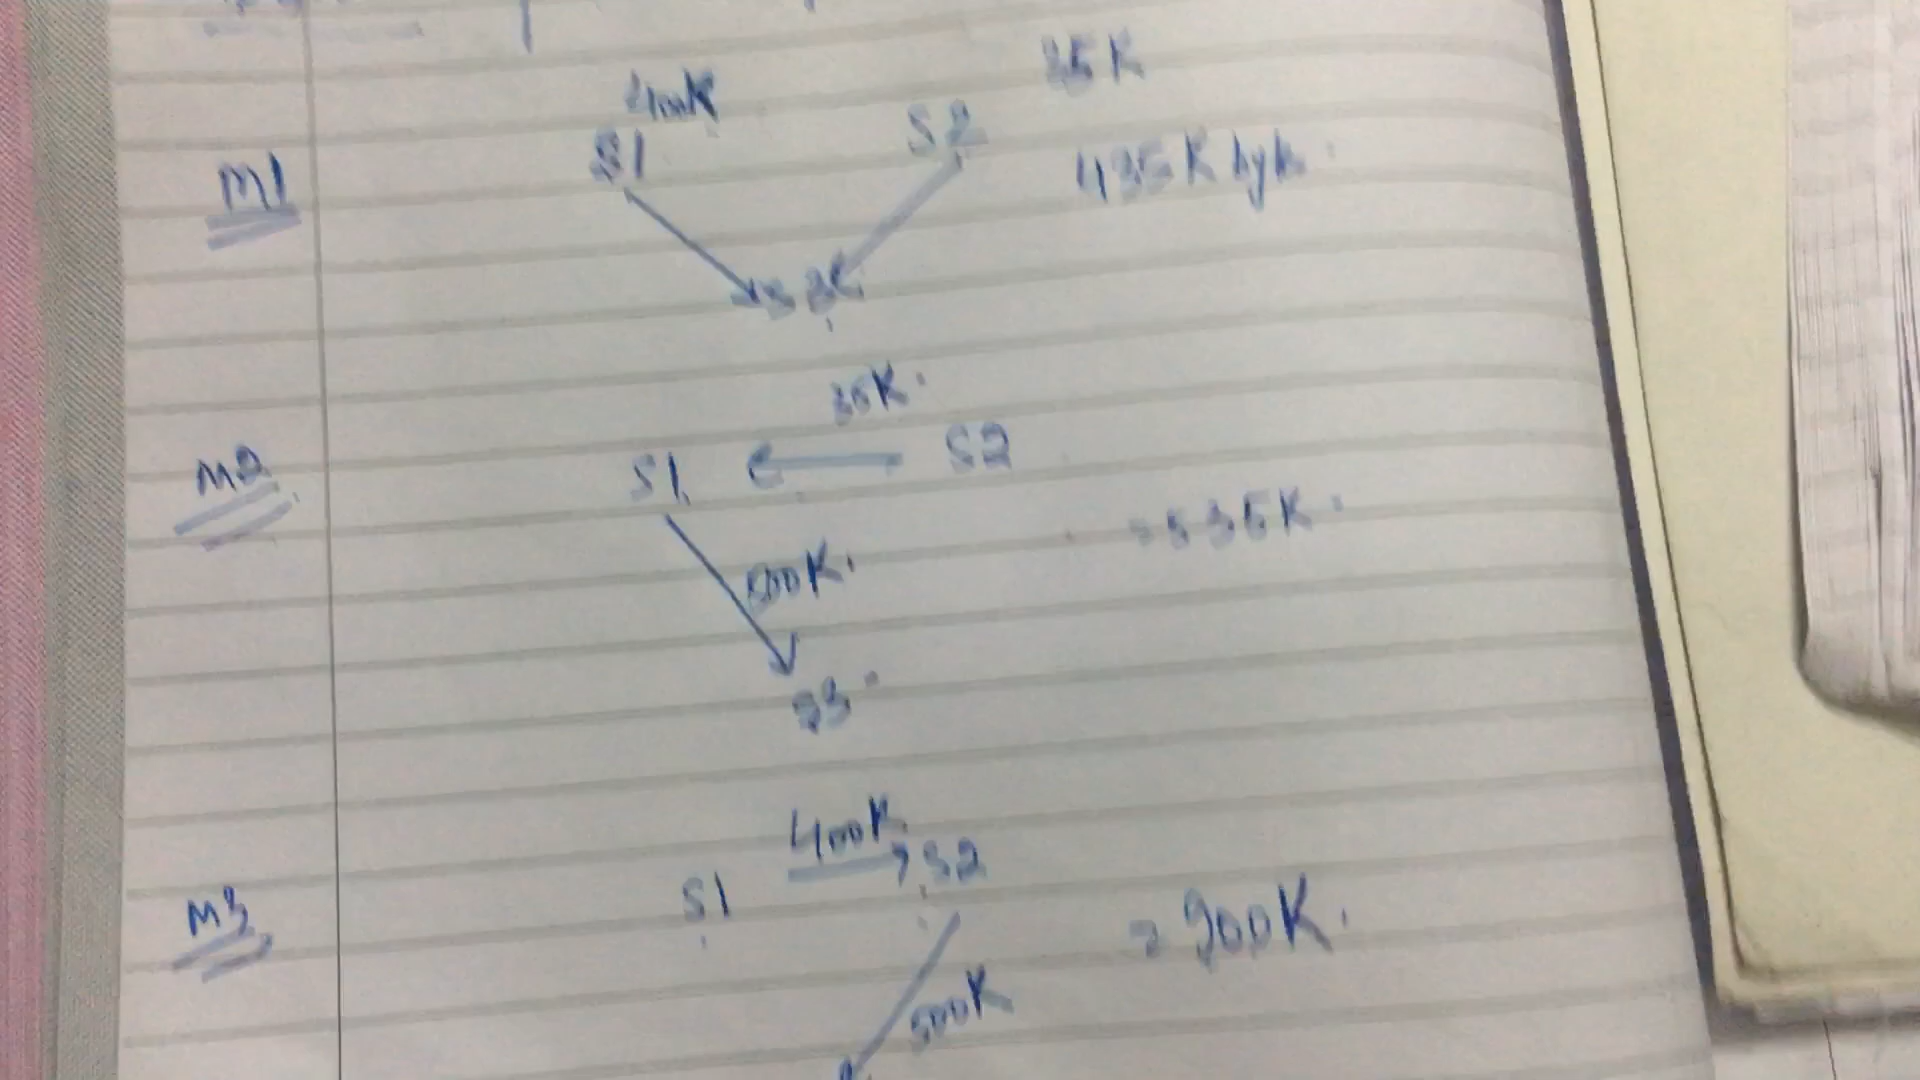 400K
35K
M1 S1 S2
435K byte.
S3
35K.
M2 S1 S2
= 535K.
500K.
S3
400K
M3 S1 S2
= 900K.
500K